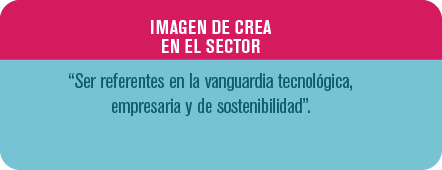 IMAGEN DE CREA
EN EL SECTOR
“Ser referentes en la vanguardia tecnológica,
empresaria y de sostenibilidad”.